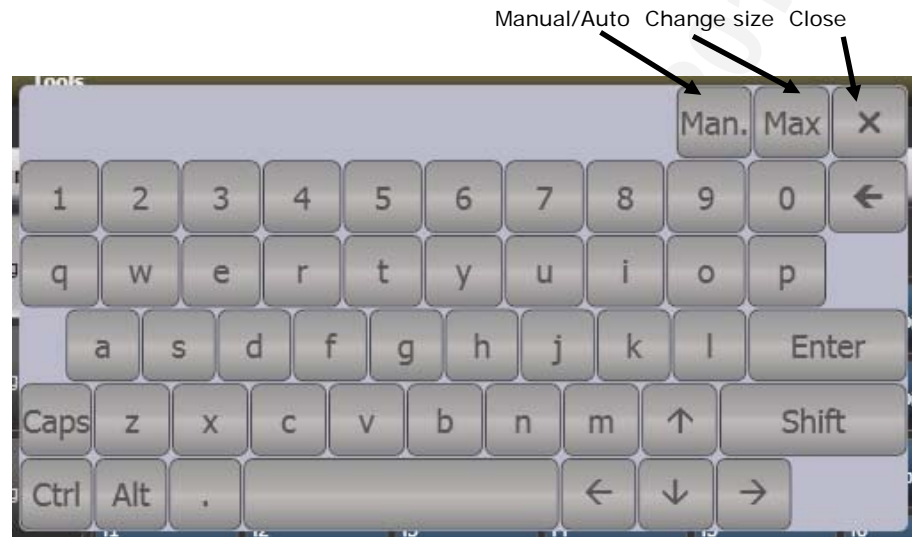 Manual/Auto Change size Close
Tools
Man. Max ×
1 2 3 4 5 6 7 8 9 0 ←
q w e r t y u i o p
a s d f g h j k l Enter
Caps z x c v b n m ↑ Shift
Ctrl Alt . ← ↓ →